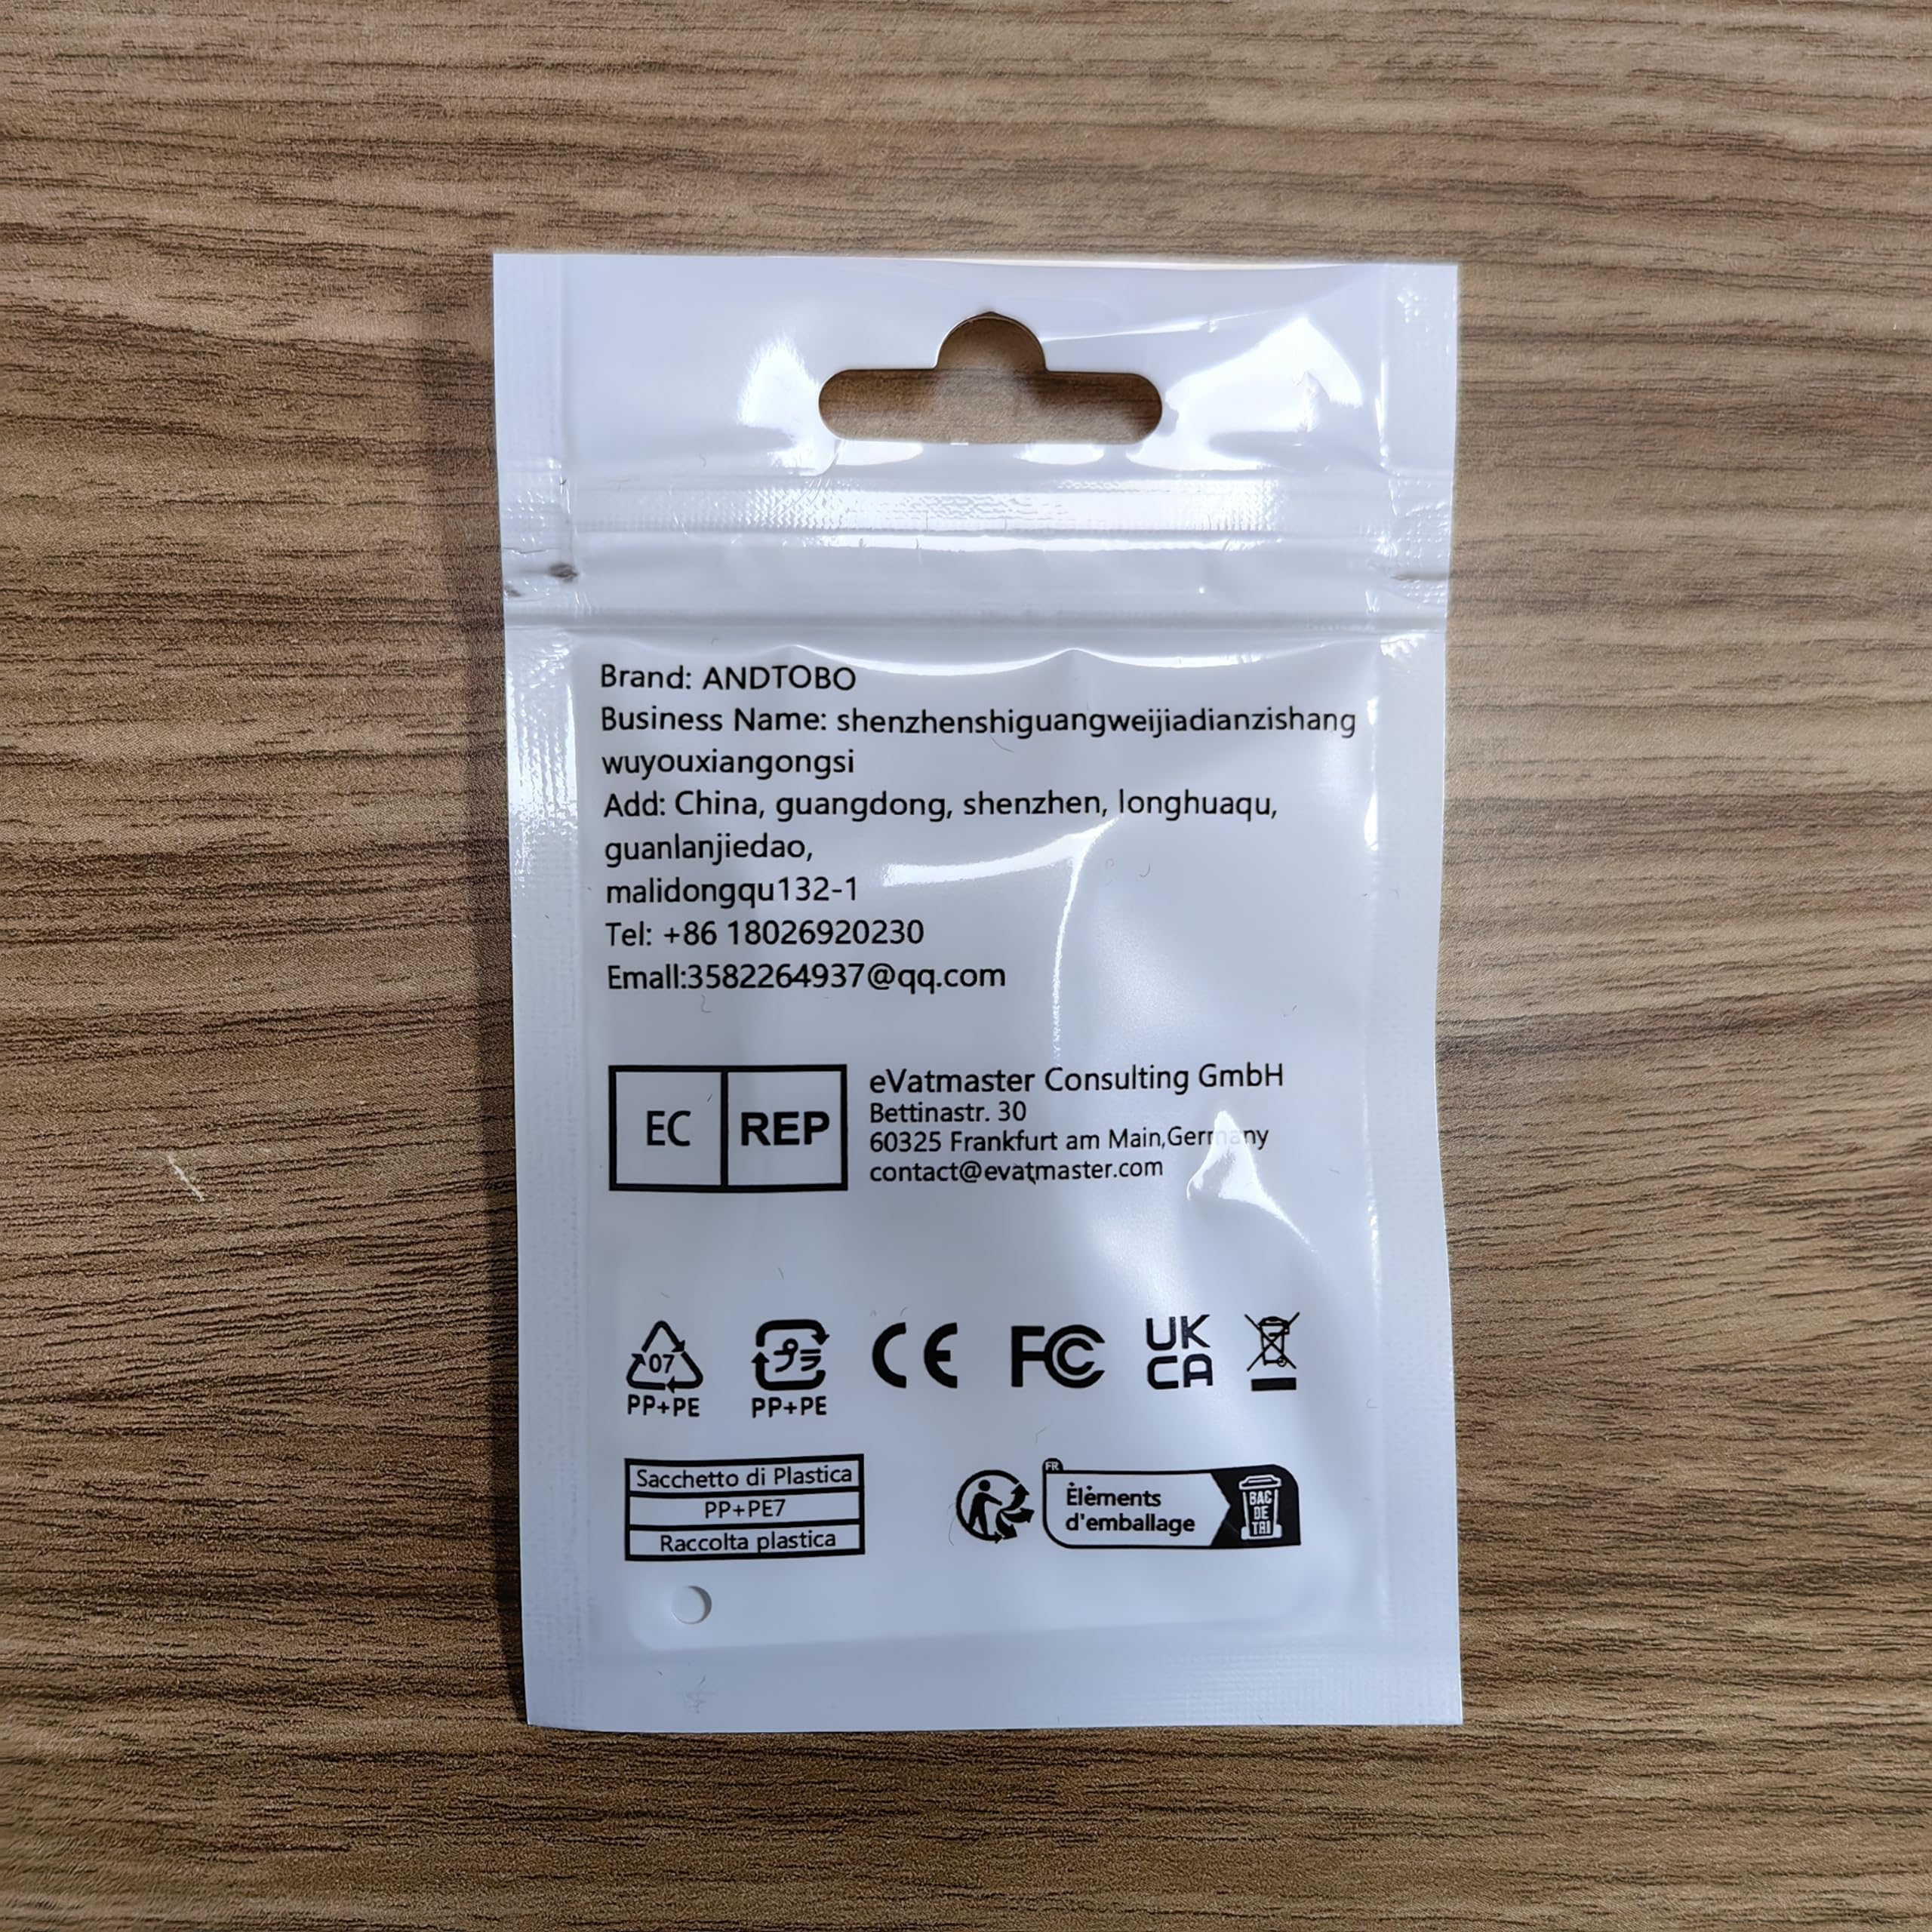 Brand: ANDTOBO
Business Name: shenzhenshiguangweijiadianzishang
wuyouxiangongsi
Add: China, guangdong, shenzhen, longhuaqu,
guanlanjiedao,
malidongqu132-1
Tel: +86 18026920230
Emall:3582264937@qq.com
EC REP
eVatmaster Consulting GmbH
Bettinastr. 30
60325 Frankfurt am Main,Germany
contact@evatmaster.com
07
PP+PE
プラ
PP+PE
CE
FC
UK
CA
Sacchetto di Plastica
PP+PE7
Raccolta plastica
FR
Èlèments
d'emballage
BAC
DE
TRI